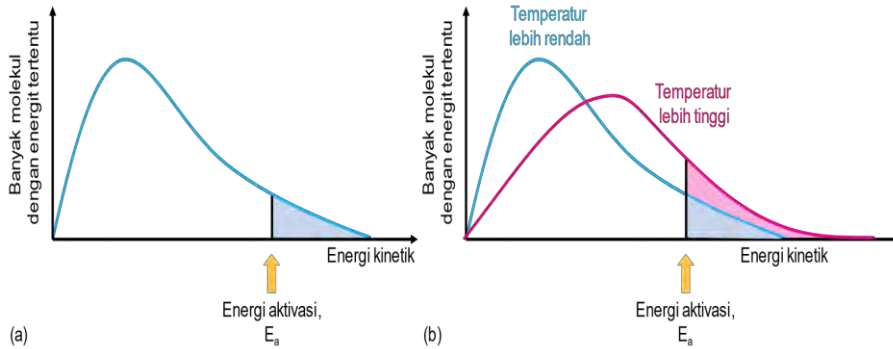 Banyak molekul
dengan energit tertentu
Energi kinetik
Energi aktivasi,
Ea
(a)
Temperatur
lebih rendah
Temperatur
lebih tinggi
Banyak molekul
dengan energit tertentu
Energi kinetik
Energi aktivasi,
Ea
(b)